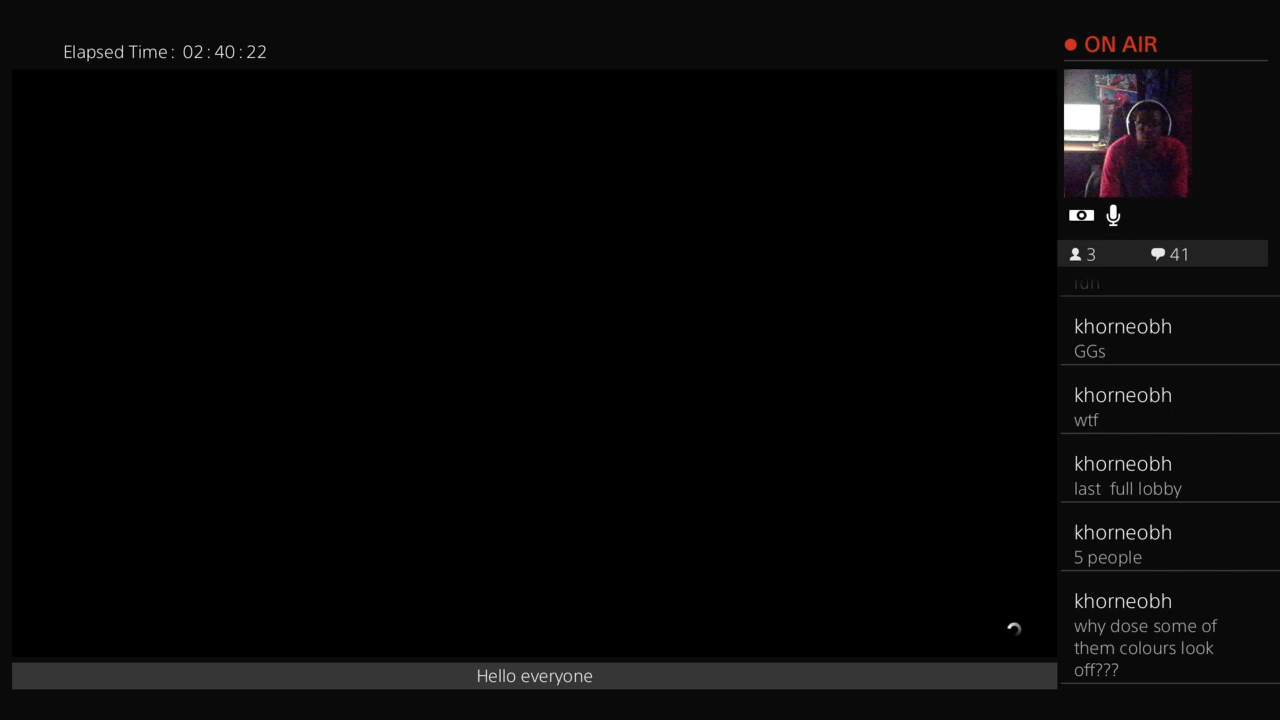 Elapsed Time: 02:40:22
ON AIR
3 41
khorneobh
GGs
khorneobh
wtf
khorneobh
last full lobby
khorneobh
5 people
khorneobh
why dose some of
them colours look
off???
Hello everyone